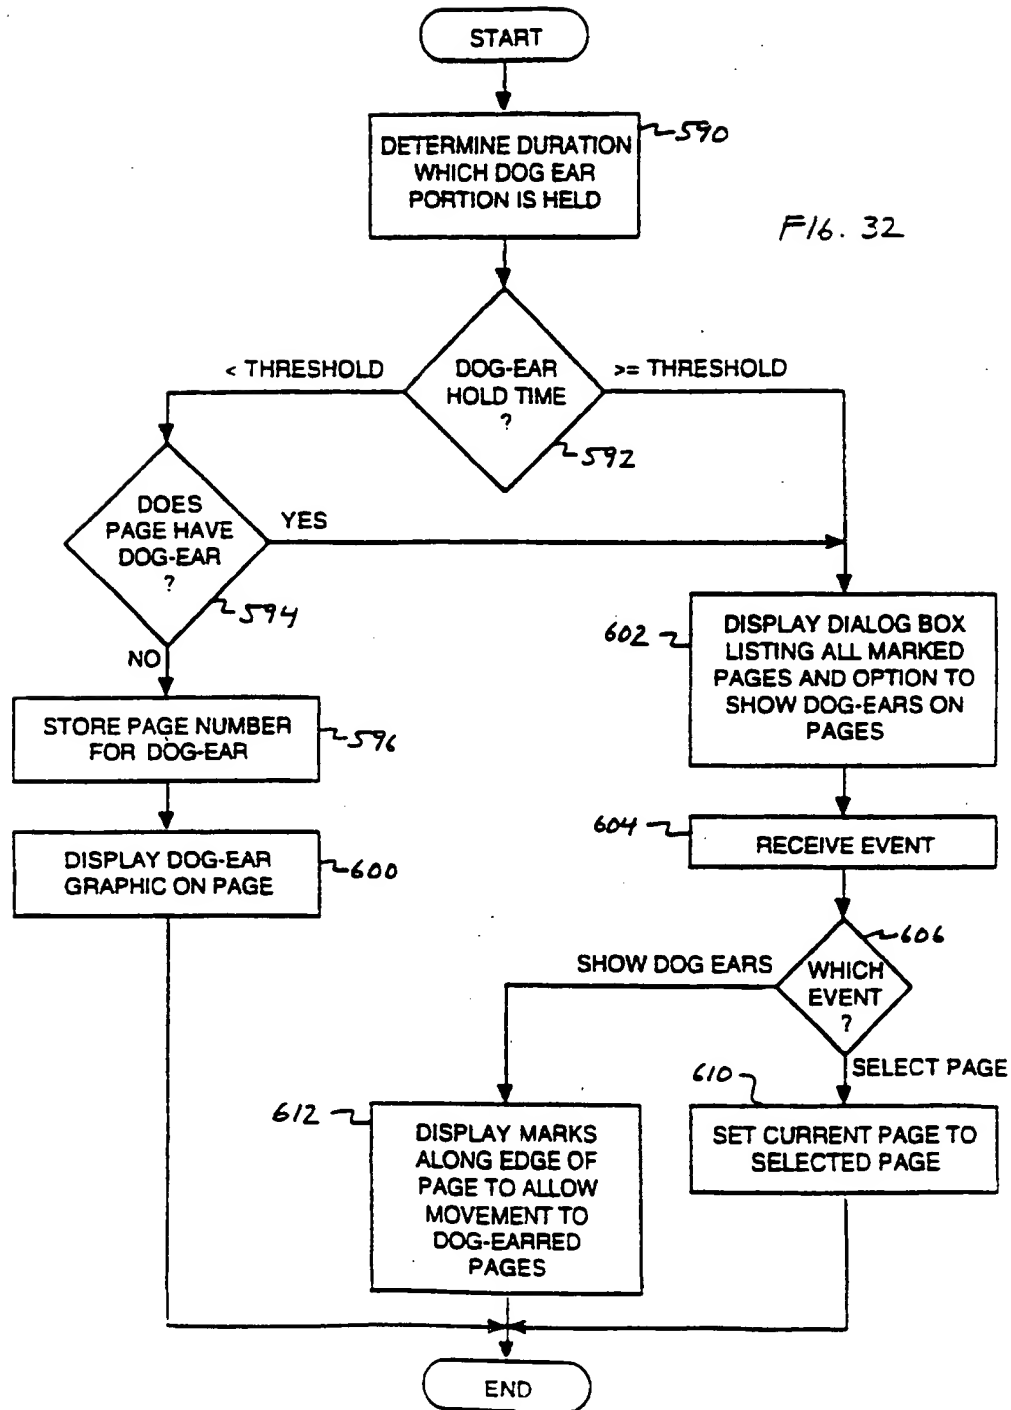 START
DETERMINE DURATION
WHICH DOG EAR
PORTION IS HELD
590
FIG. 32
< THRESHOLD
DOG-EAR
HOLD TIME
?
>= THRESHOLD
592
DOES
PAGE HAVE
DOG-EAR
?
YES
594
NO
STORE PAGE NUMBER
FOR DOG-EAR
596
DISPLAY DOG-EAR
GRAPHIC ON PAGE
600
602
DISPLAY DIALOG BOX
LISTING ALL MARKED
PAGES AND OPTION TO
SHOW DOG-EARS ON
PAGES
604
RECEIVE EVENT
606
SHOW DOG EARS
WHICH
EVENT
?
SELECT PAGE
610
SET CURRENT PAGE TO
SELECTED PAGE
612
DISPLAY MARKS
ALONG EDGE OF
PAGE TO ALLOW
MOVEMENT TO
DOG-EARRED
PAGES
END